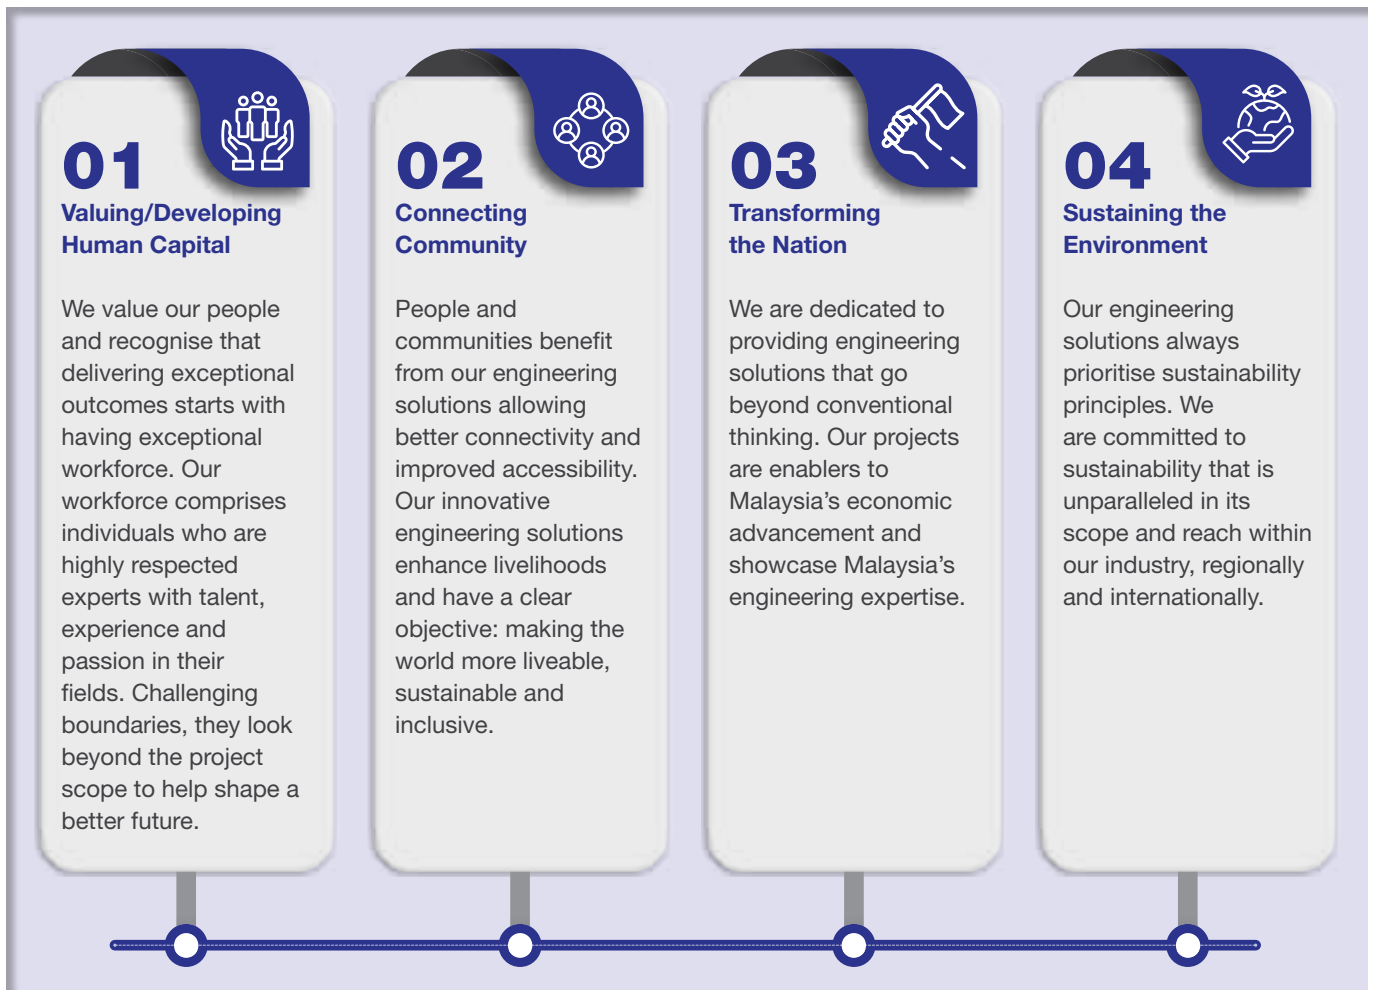 01
Valuing/Developing
Human Capital
We value our people
and recognise that
delivering exceptional
outcomes starts with
having exceptional
workforce. Our
workforce comprises
individuals who are
highly respected
experts with talent,
experience and
passion in their
fields. Challenging
boundaries, they look
beyond the project
scope to help shape a
better future.
02
Connecting
Community
People and
communities benefit
from our engineering
solutions allowing
better connectivity and
improved accessibility.
Our innovative
engineering solutions
enhance livelihoods
and have a clear
objective: making the
world more liveable,
sustainable and
inclusive.
03
Transforming
the Nation
We are dedicated to
providing engineering
solutions that go
beyond conventional
thinking. Our projects
are enablers to
Malaysia’s economic
advancement and
showcase Malaysia’s
engineering expertise.
04
Sustaining the
Environment
Our engineering
solutions always
prioritise sustainability
principles. We
are committed to
sustainability that is
unparalleled in its
scope and reach within
our industry, regionally
and internationally.